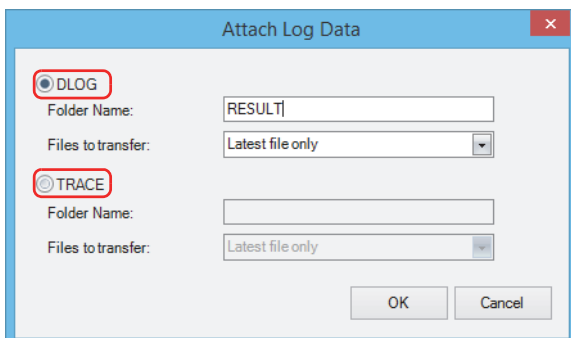 Attach Log Data
DLOG
Folder Name: RESULT
Files to transfer: Latest file only
TRACE
Folder Name:
Files to transfer: Latest file only
OK Cancel